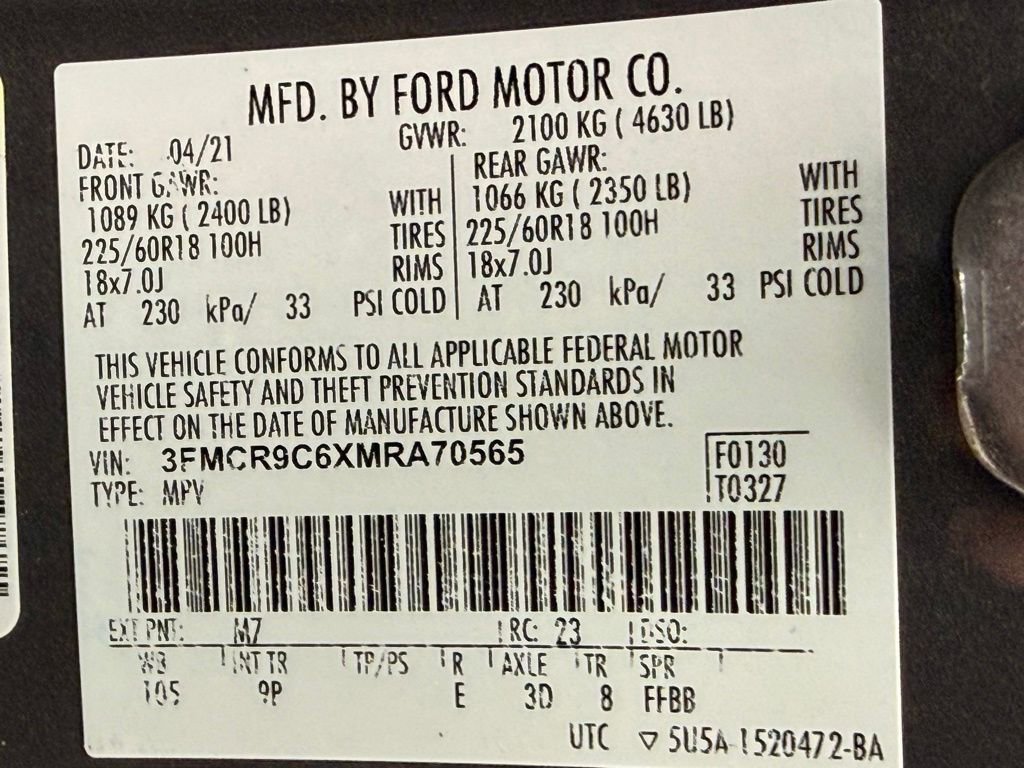 MFD. BY FORD MOTOR CO.
DATE: 04/21 GVWR: 2100 KG ( 4630 LB)
FRONT GAWR: REAR GAWR:
1089 KG ( 2400 LB) WITH 1066 KG ( 2350 LB) WITH
225/60R18 100H TIRES 225/60R18 100H TIRES
18x7.0J RIMS 18x7.0J RIMS
AT 230 kPa/ 33 PSI COLD AT 230 kPa/ 33 PSI COLD
THIS VEHICLE CONFORMS TO ALL APPLICABLE FEDERAL MOTOR
VEHICLE SAFETY AND THEFT PREVENTION STANDARDS IN
EFFECT ON THE DATE OF MANUFACTURE SHOWN ABOVE.
VIN: 3FMCR9C6XMRA70565 F0130
TYPE: MPV T0327
EXT PNT: M7 RC: 23 DSO:
WB INT TR TP/PS R AXLE TR SPR
105 9P E 3D 8 FFBB
UTC ▽ 5U5A-1520472-BA